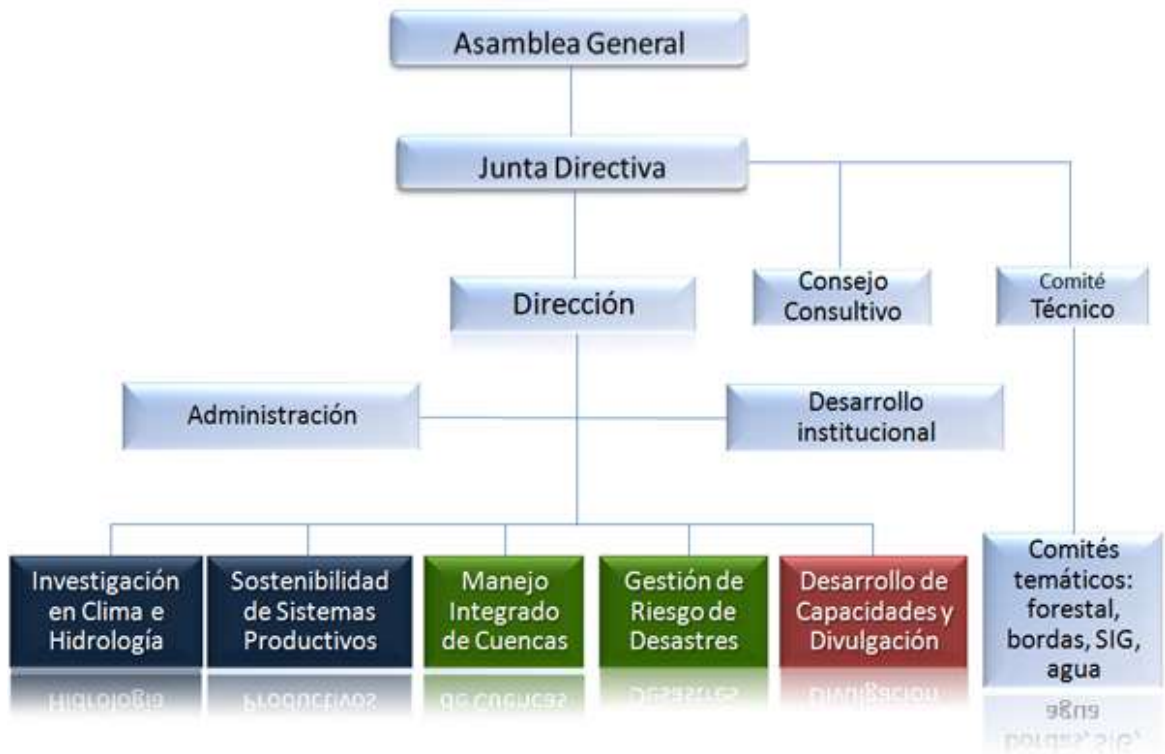 Asamblea General
Junta Directiva
Dirección
Consejo
Consultivo
Comité
Técnico
Administración
Desarrollo
institucional
Investigación
en Clima e
Hidrología
Sostenibilidad
de Sistemas
Productivos
Manejo
Integrado
de Cuencas
Gestión de
Riesgo de
Desastres
Desarrollo de
Capacidades y
Divulgación
Comités
temáticos:
forestal,
bordas, SIG,
agua